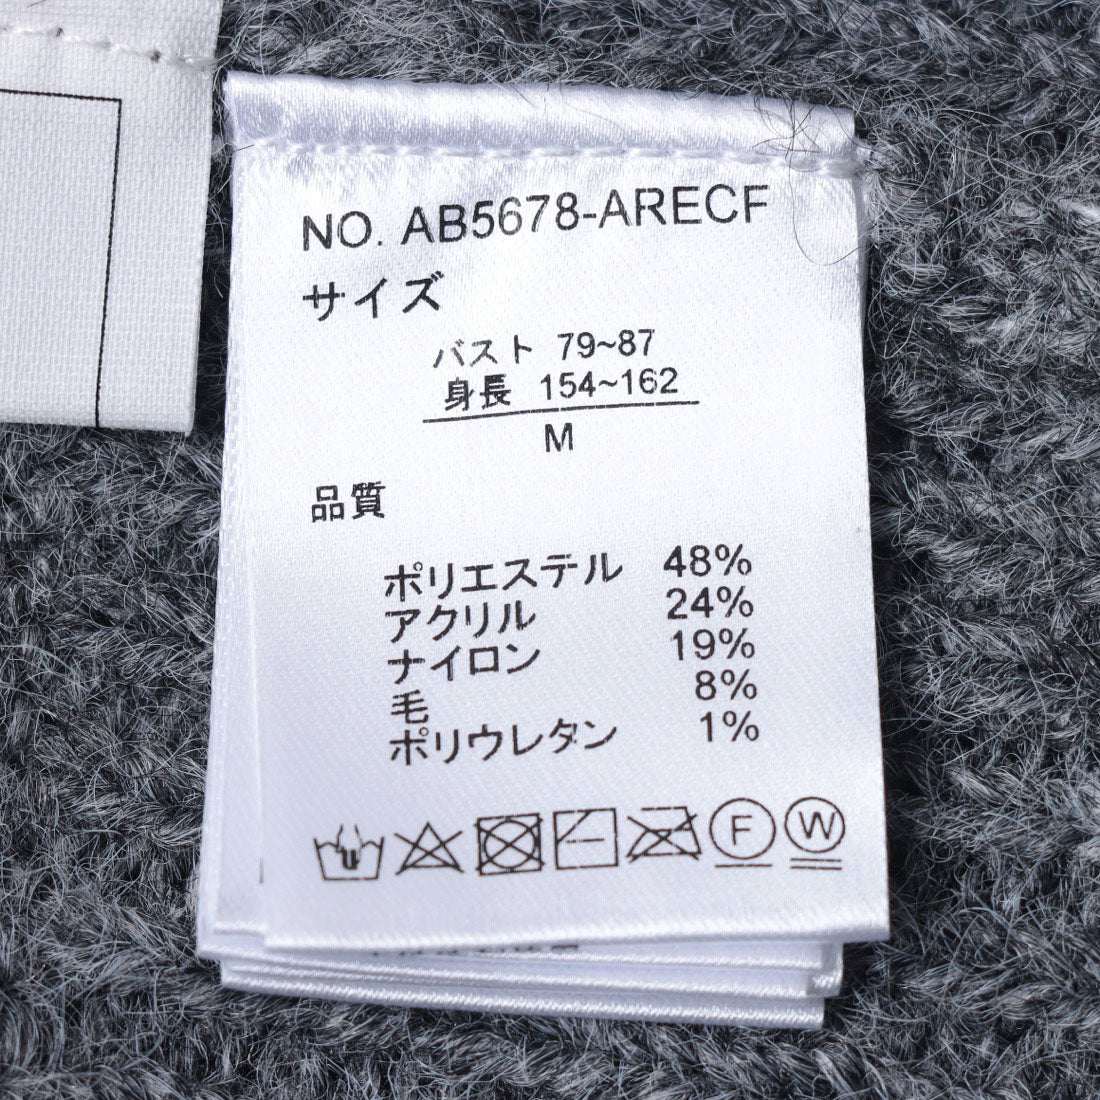 NO. AB5678-ARECF
サイズ
バスト 79~87
身長 154~162
M
品質
ポリエステル 48%
アクリル 24%
ナイロン 19%
毛 8%
ポリウレタン 1%
F W